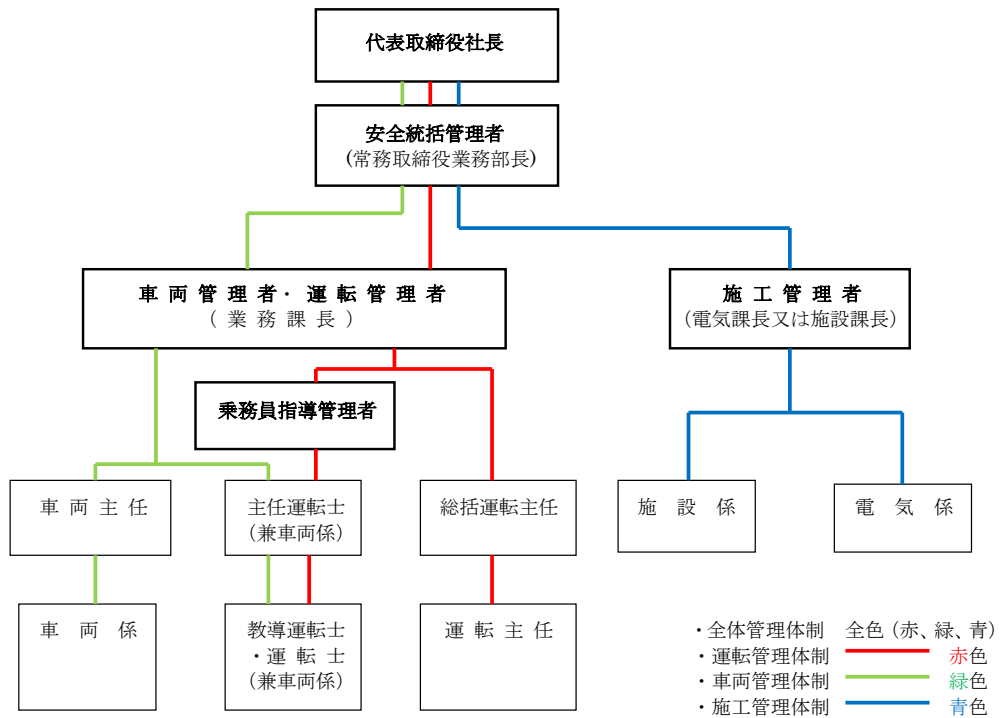 代表取締役社長
安全統括管理者
(常務取締役業務部長)
車両管理者・運転管理者
(業務課長)
施工管理者
(電気課長又は施設課長)
乗務員指導管理者
車両主任
主任運転士
(兼車両係)
総括運転主任
施設係
電気係
車両係
教導運転士
・運転士
(兼車両係)
運転主任
・全体管理体制 全色(赤、緑、青)
・運転管理体制 赤色
・車両管理体制 緑色
・施工管理体制 青色